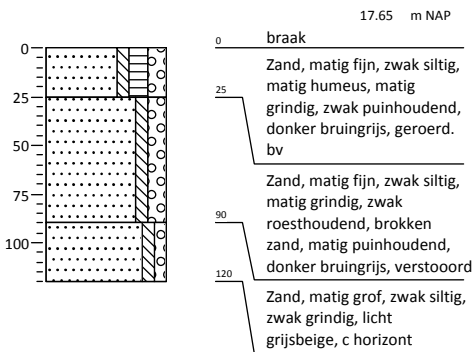 17.65 m NAP
0
25
50
75
100
0
braak
Zand, matig fijn, zwak siltig,
matig humeus, matig
grindig, zwak puinhoudend,
donker bruingrijs, geroerd.
bv
25
Zand, matig fijn, zwak siltig,
matig grindig, zwak
roesthoudend, brokken
zand, matig puinhoudend,
donker bruingrijs, verstooord
90
Zand, matig grof, zwak siltig,
zwak grindig, licht
grijsbeige, c horizont
120